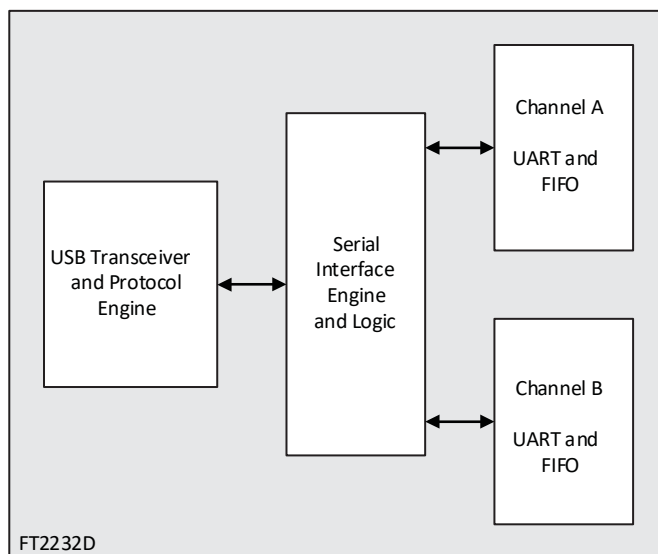 USB Transceiver
and Protocol
Engine
Serial
Interface
Engine
and Logic
Channel A
UART and
FIFO
Channel B
UART and
FIFO
FT2232D